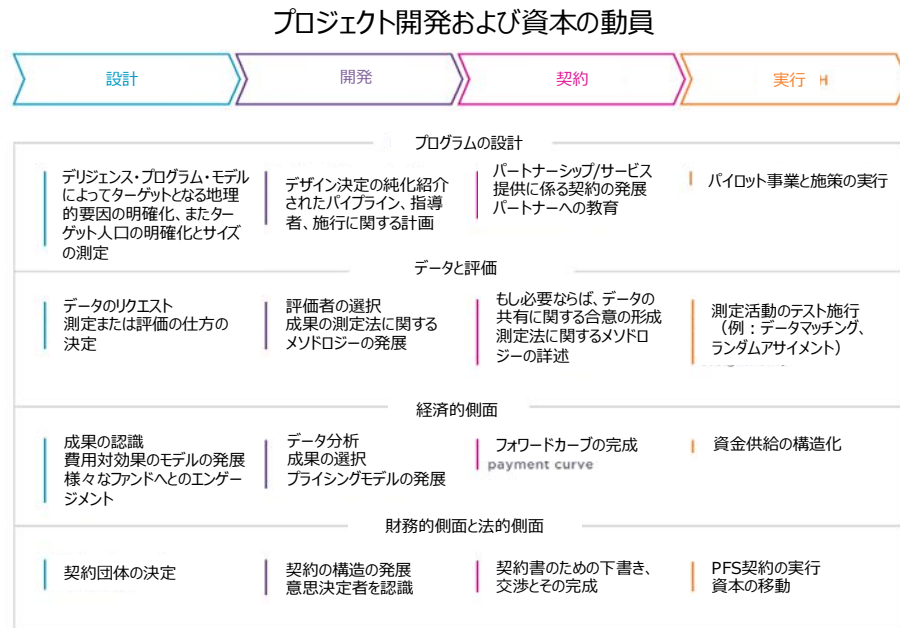 プロジェクト開発および資本の動員
設計
開発
契約
実行 H
プログラムの設計
デリジェンス・プログラム・モデル
によってターゲットとなる地理
的要因の明確化、またター
ゲット人口の明確化とサイズ
の測定
デザイン決定の純化紹介
されたパイプライン、指導
者、施行に関する計画
パートナーシップ/サービス
提供に係る契約の発展
パートナーへの教育
パイロット事業と施策の実行
データと評価
データのリクエスト
測定または評価の仕方の
決定
評価者の選択
成果の測定法に関する
メソドロジーの発展
もし必要ならば、データの
共有に関する合意の形成
測定法に関するメソドロ
ジーの詳述
測定活動のテスト施行
（例：データマッチング、
ランダムアサイメント）
経済的側面
成果の認識
費用対効果のモデルの発展
様々なファンドへとのエンゲー
ジメント
データ分析
成果の選択
プライシングモデルの発展
フォワードカーブの完成
payment curve
資金供給の構造化
財務的側面と法的側面
契約団体の決定
契約の構造の発展
意思決定者を認識
契約書のための下書き、
交渉とその完成
PFS契約の実行
資本の移動